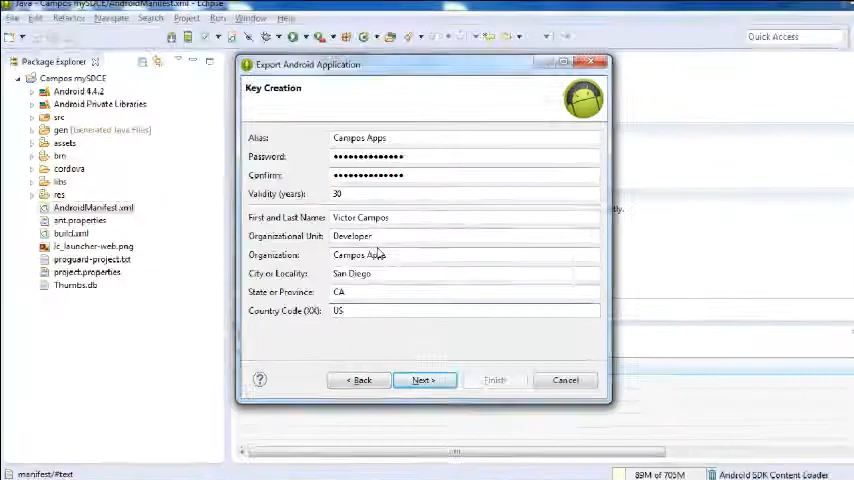 Java - Campos mySDCE/AndroidManifest.xml - Eclipse
File Edit Refactor Navigate Search Project Run Window Help
Quick Access
Package Explorer
Campos mySDCE
Android 4.4.2
Android Private Libraries
src
gen [Generated Java Files]
assets
bin
cordova
libs
res
AndroidManifest.xml
ant.properties
build.xml
ic_launcher-web.png
proguard-project.txt
project.properties
Thumbs.db
Export Android Application
Key Creation
Alias: Campos Apps
Password: ••••••••••••••
Confirm: ••••••••••••••
Validity (years): 30
First and Last Name: Victor Campos
Organizational Unit: Developer
Organization: Campos Apps
City or Locality: San Diego
State or Province: CA
Country Code (XX): US
? < Back Next > Finish Cancel
manifest/#text
89M of 705M
Android SDK Content Loader